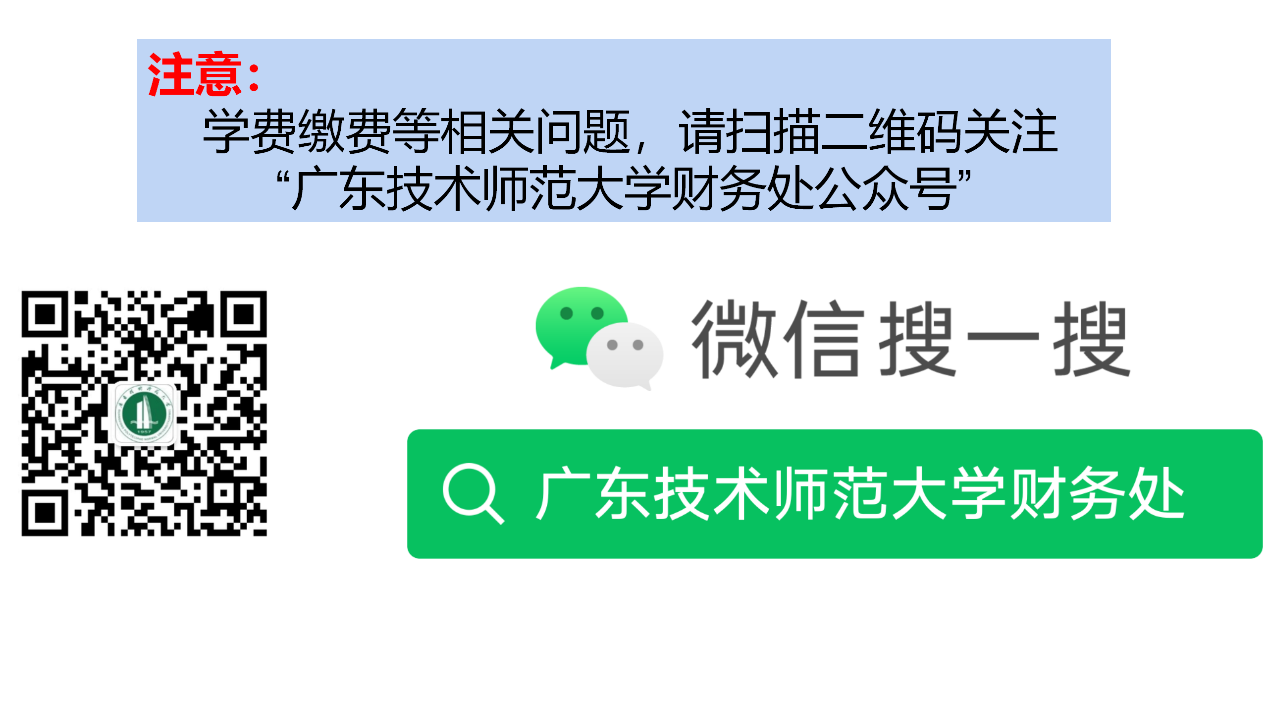 注意：
学费缴费等相关问题，请扫描二维码关注
“广东技术师范大学财务处公众号”
微信搜一搜
广东技术师范大学财务处